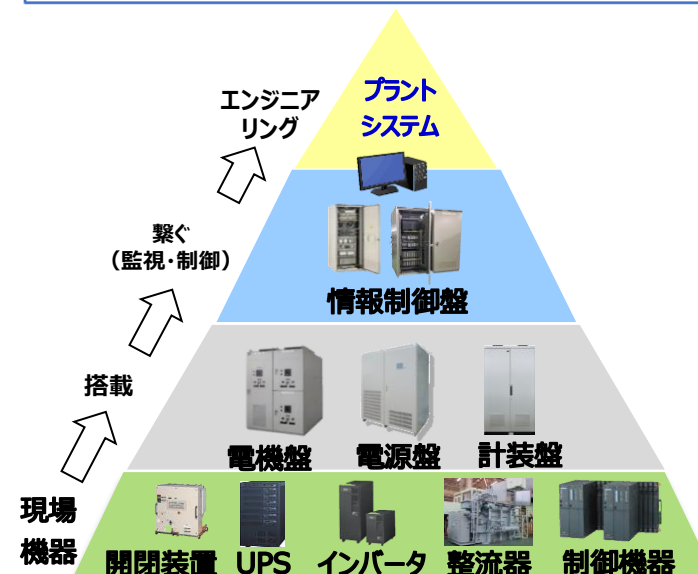 エンジニア
リング
プラント
システム
繋ぐ
（監視・制御）
情報制御盤
搭載
電機盤 電源盤 計装盤
現場
機器
開閉装置 UPS インバータ 整流器 制御機器